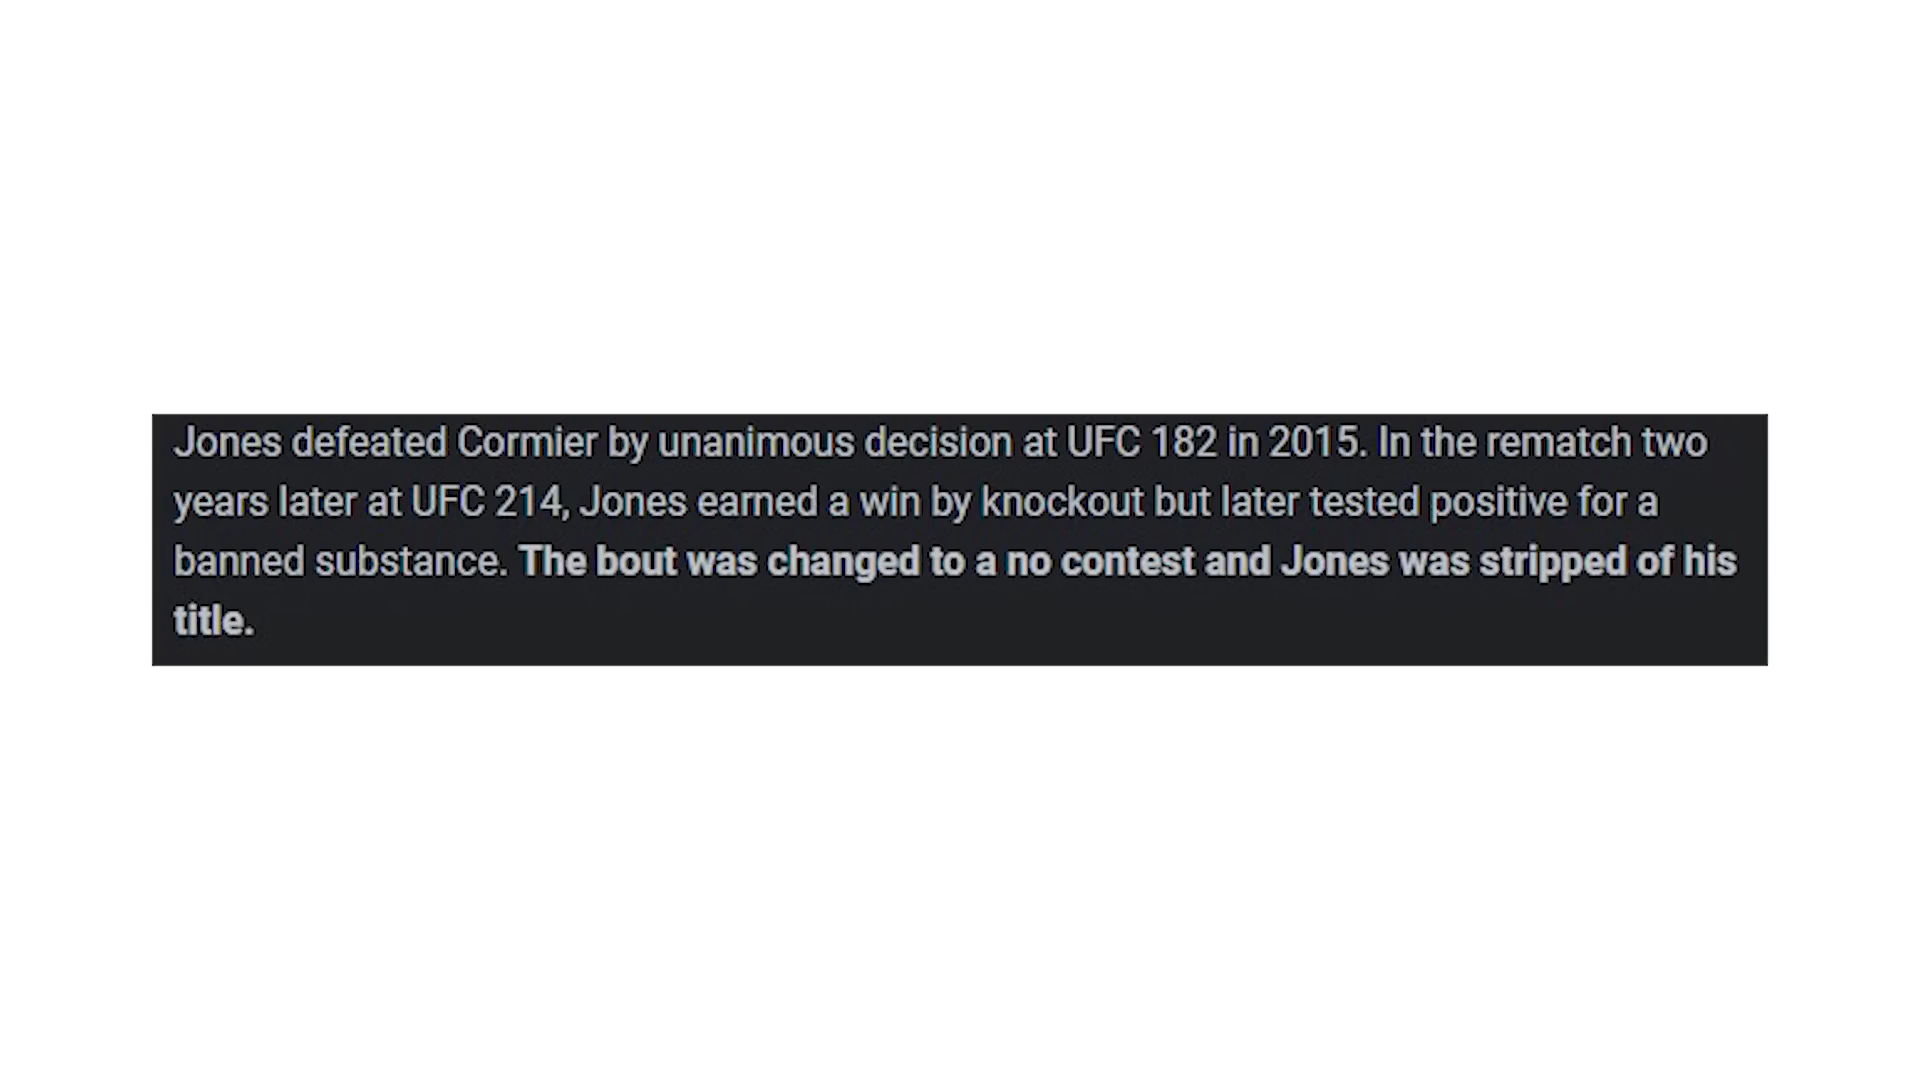 Jones defeated Cormier by unanimous decision at UFC 182 in 2015. In the rematch two
years later at UFC 214, Jones earned a win by knockout but later tested positive for a
banned substance. The bout was changed to a no contest and Jones was stripped of his
title.